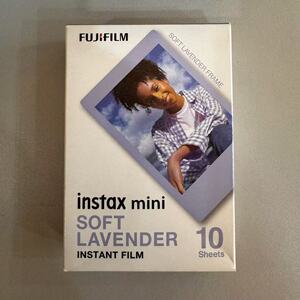 FUJIFILM
SOFT LAVENDER FRAME
instax mini
SOFT
LAVENDER
INSTANT FILM
10
Sheets